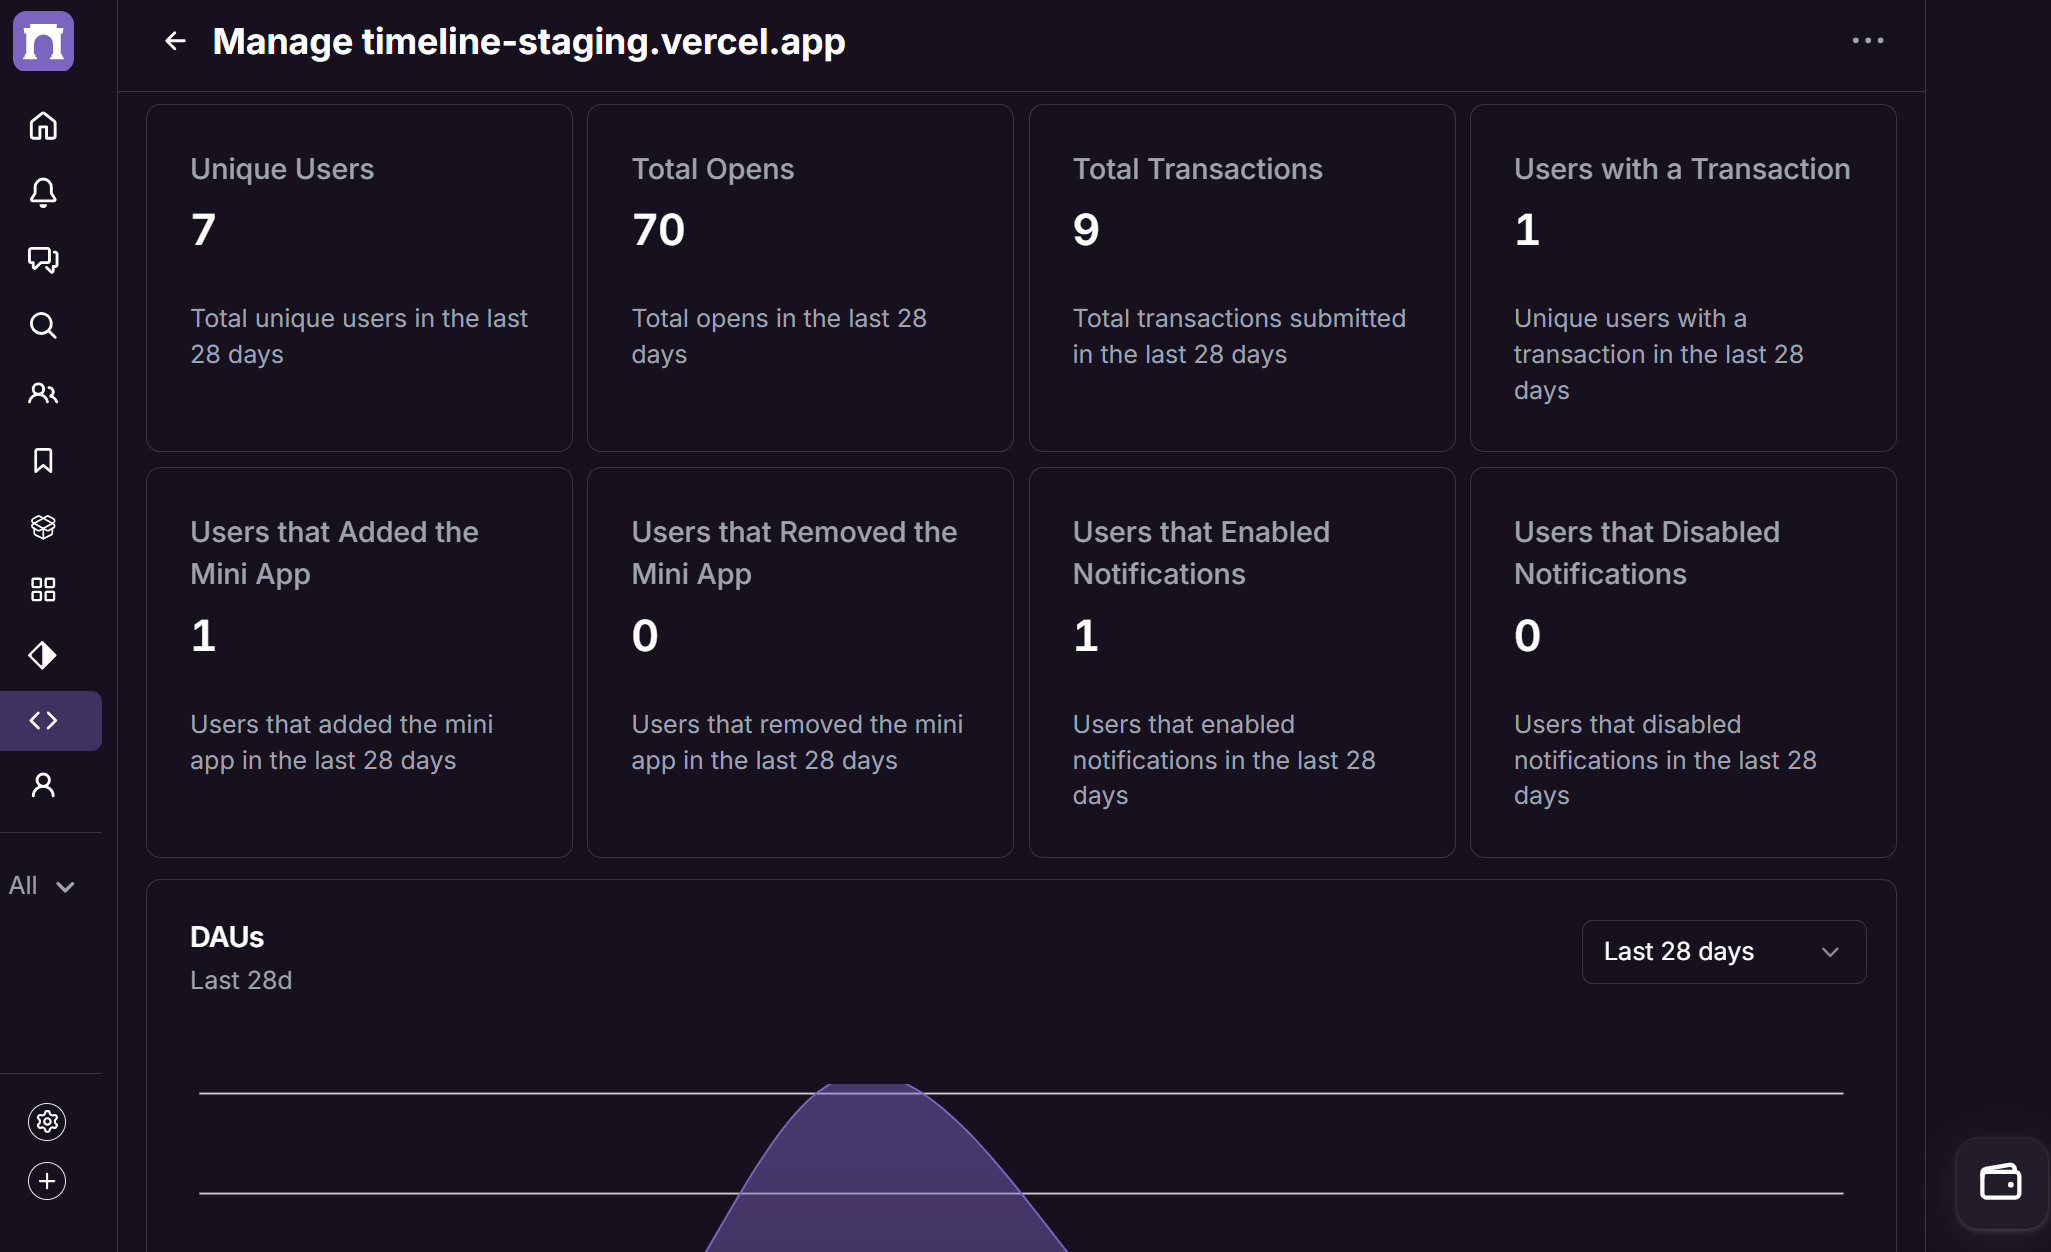 Manage timeline-staging.vercel.app
Unique Users
7
Total unique users in the last
28 days
Total Opens
70
Total opens in the last 28
days
Total Transactions
9
Total transactions submitted
in the last 28 days
Users with a Transaction
1
Unique users with a
transaction in the last 28
days
Users that Added the
Mini App
1
Users that added the mini
app in the last 28 days
Users that Removed the
Mini App
0
Users that removed the mini
app in the last 28 days
Users that Enabled
Notifications
1
Users that enabled
notifications in the last 28
days
Users that Disabled
Notifications
0
Users that disabled
notifications in the last 28
days
All
DAUs
Last 28d
Last 28 days